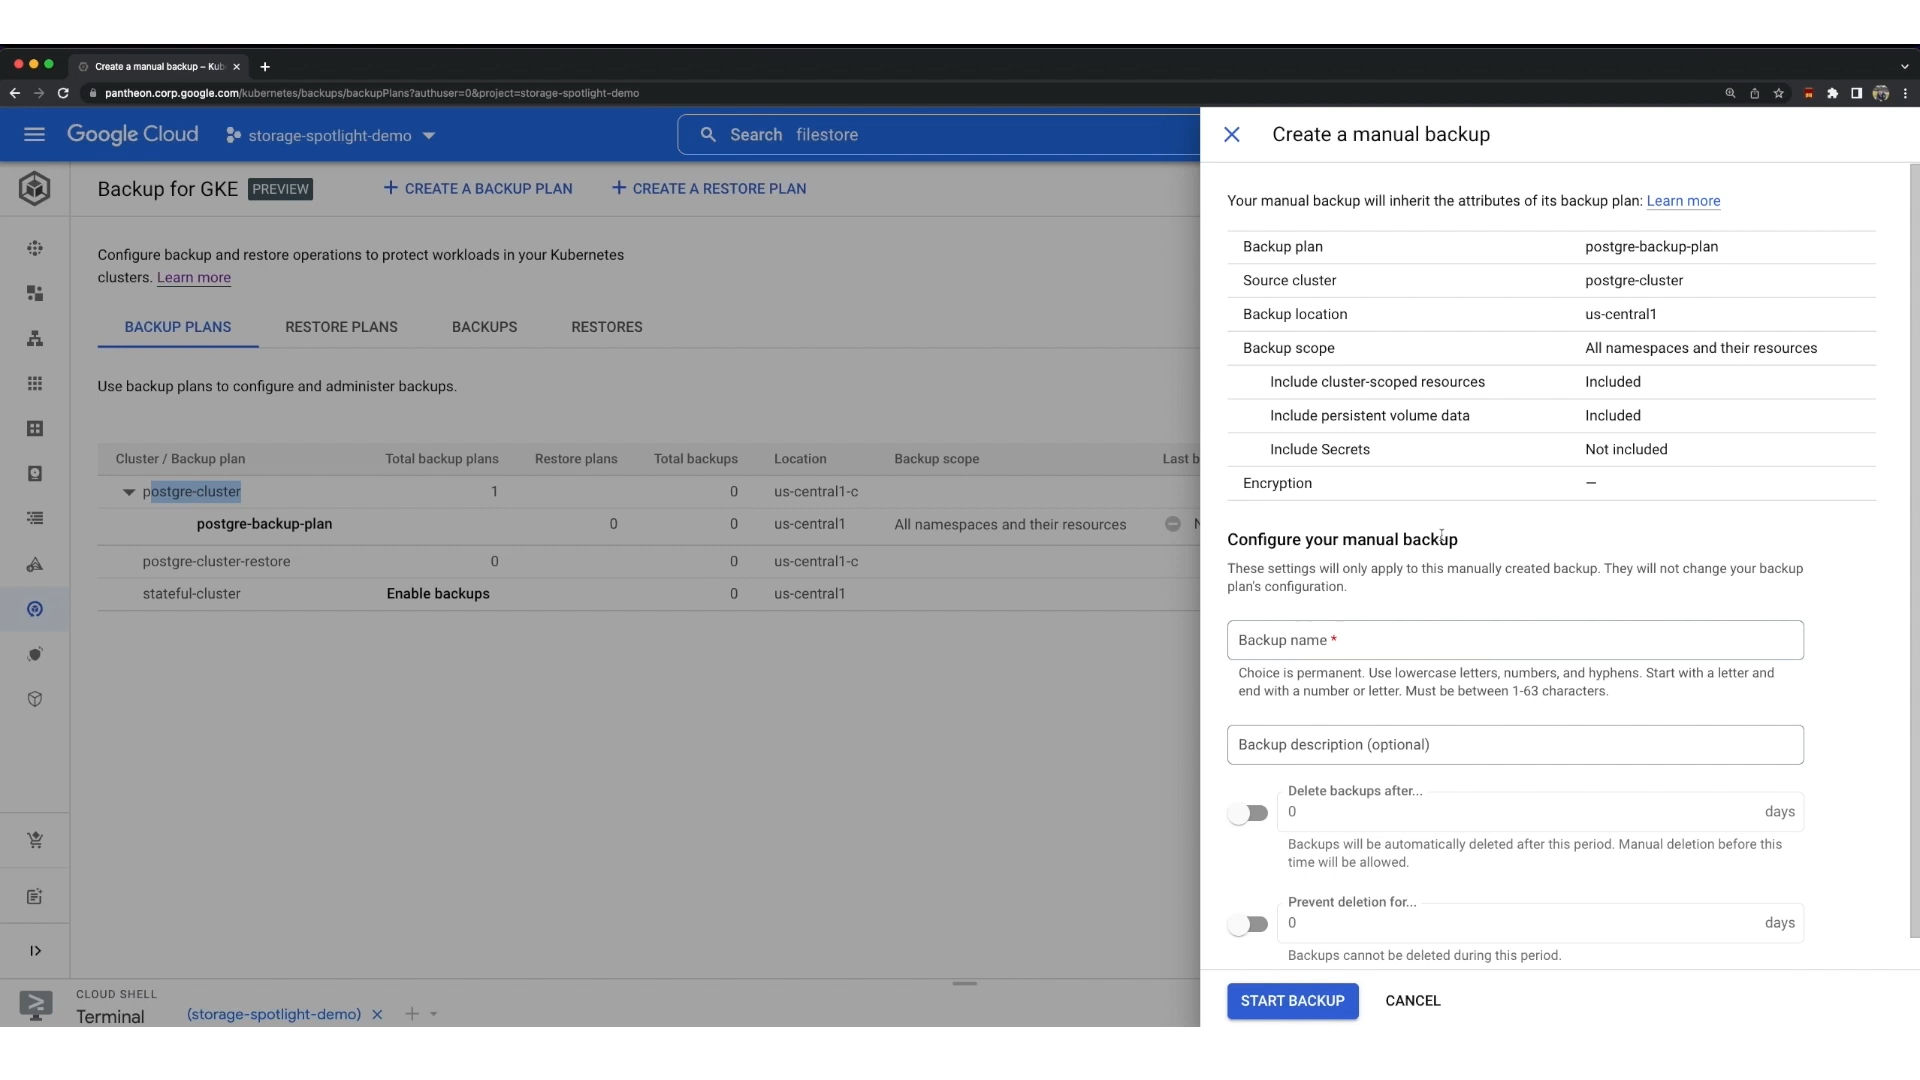 Create a manual backup – Kub
pantheon.corp.google.com/kubernetes/backups/backupPlans?authuser=0&project=storage-spotlight-demo
Google Cloud
storage-spotlight-demo
Search filestore
Backup for GKE PREVIEW
CREATE A BACKUP PLAN
CREATE A RESTORE PLAN
Configure backup and restore operations to protect workloads in your Kubernetes
clusters. Learn more
BACKUP PLANS RESTORE PLANS BACKUPS RESTORES
Use backup plans to configure and administer backups.
Cluster / Backup plan Total backup plans Restore plans Total backups Location Backup scope Last b
postgre-cluster 1 0 us-central1-c
postgre-backup-plan 0 0 us-central1 All namespaces and their resources N
postgre-cluster-restore 0 0 us-central1-c
stateful-cluster Enable backups 0 us-central1
CLOUD SHELL
Terminal (storage-spotlight-demo)
Create a manual backup
Your manual backup will inherit the attributes of its backup plan: Learn more
Backup plan postgre-backup-plan
Source cluster postgre-cluster
Backup location us-central1
Backup scope All namespaces and their resources
Include cluster-scoped resources Included
Include persistent volume data Included
Include Secrets Not included
Encryption —
Configure your manual backup
These settings will only apply to this manually created backup. They will not change your backup
plan's configuration.
Backup name *
Choice is permanent. Use lowercase letters, numbers, and hyphens. Start with a letter and
end with a number or letter. Must be between 1-63 characters.
Backup description (optional)
Delete backups after...
0 days
Backups will be automatically deleted after this period. Manual deletion before this
time will be allowed.
Prevent deletion for...
0 days
Backups cannot be deleted during this period.
START BACKUP CANCEL